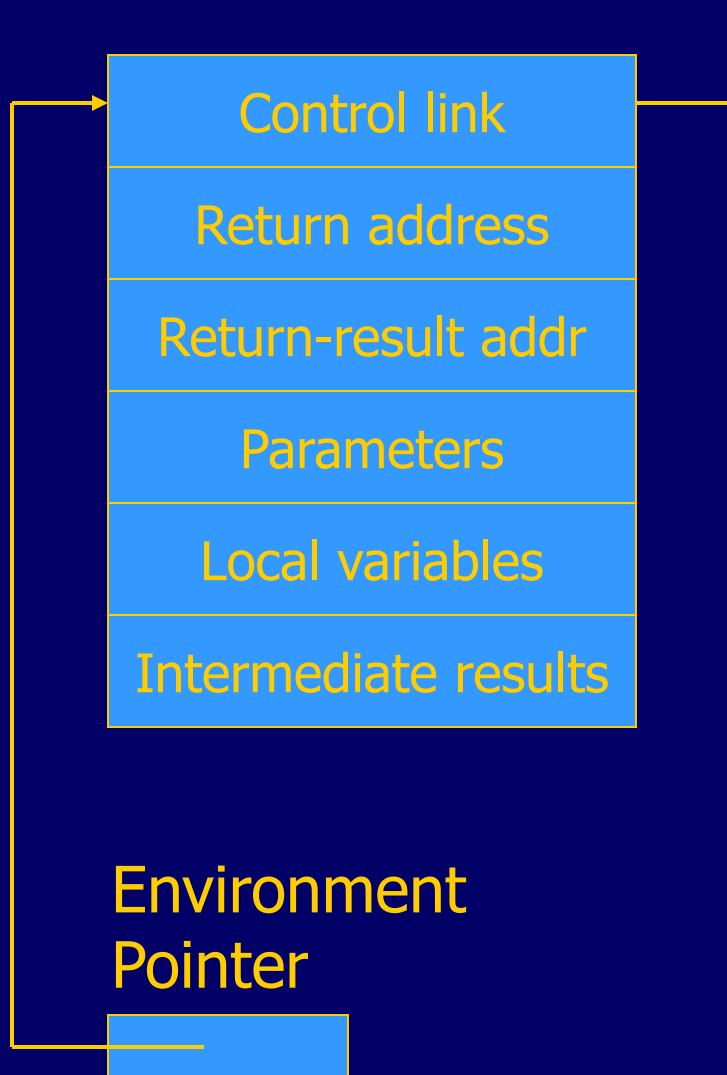 Control link
Return address
Return-result addr
Parameters
Local variables
Intermediate results
Environment
Pointer